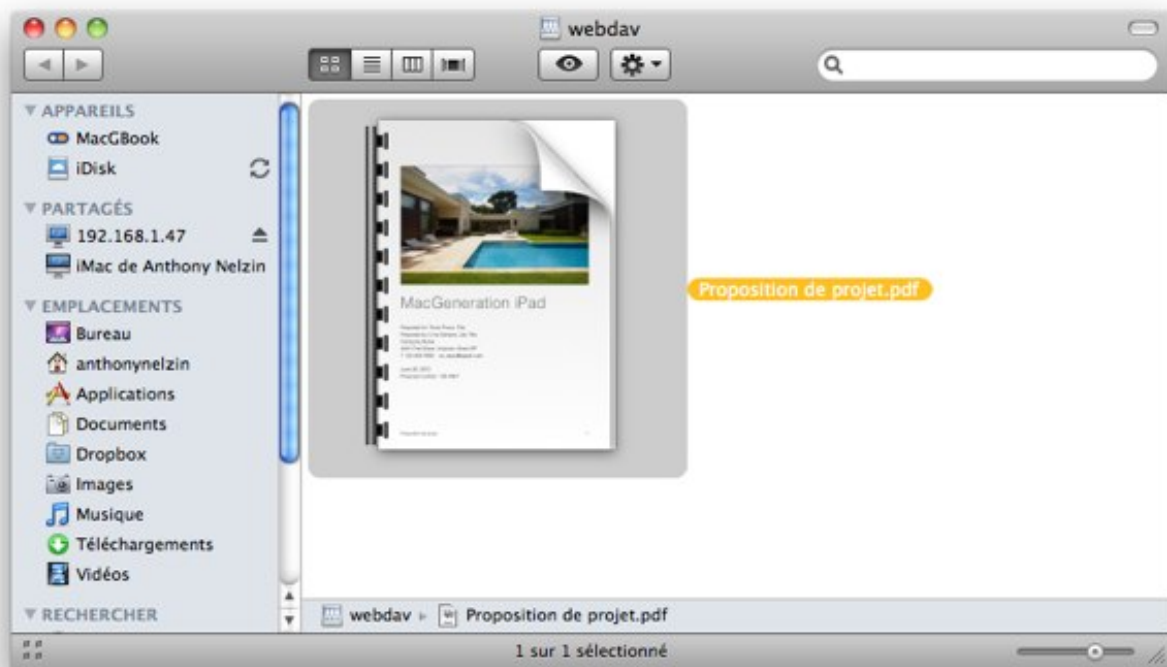 webdav
APPAREILS
MacGBook
iDisk
PARTAGÉS
192.168.1.47
iMac de Anthony Nelzin
EMPLACEMENTS
Bureau
anthonynelzin
Applications
Documents
Dropbox
Images
Musique
Téléchargements
Vidéos
RECHERCHER
MacGeneration iPad
Proposition de projet.pdf
webdav Proposition de projet.pdf
1 sur 1 sélectionné